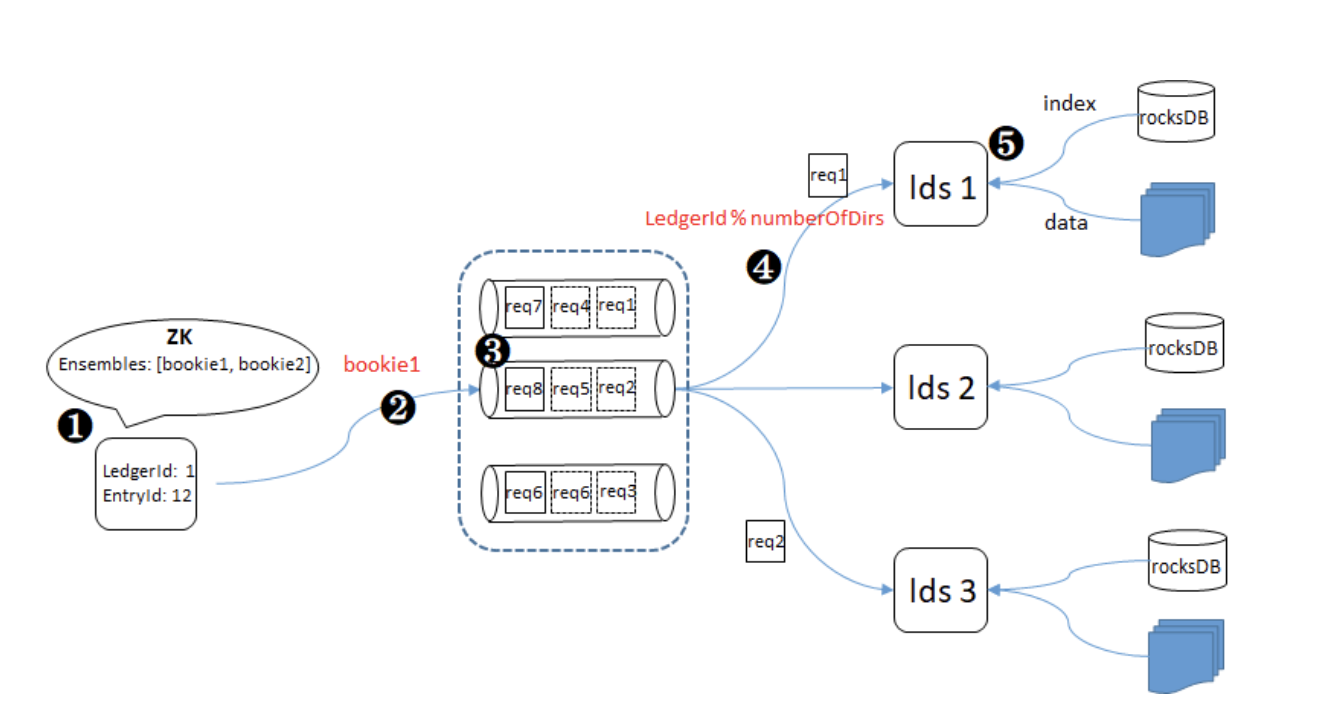 ZK
Ensembles: [bookie1, bookie2]
❶
LedgerId: 1
EntryId: 12
bookie1
❷
req7 req4 req1
❸
req8 req5 req2
req6 req6 req3
req1
LedgerId % numberOfDirs
❹
req2
lds 1
❺
index
rocksDB
data
lds 2
rocksDB
lds 3
rocksDB